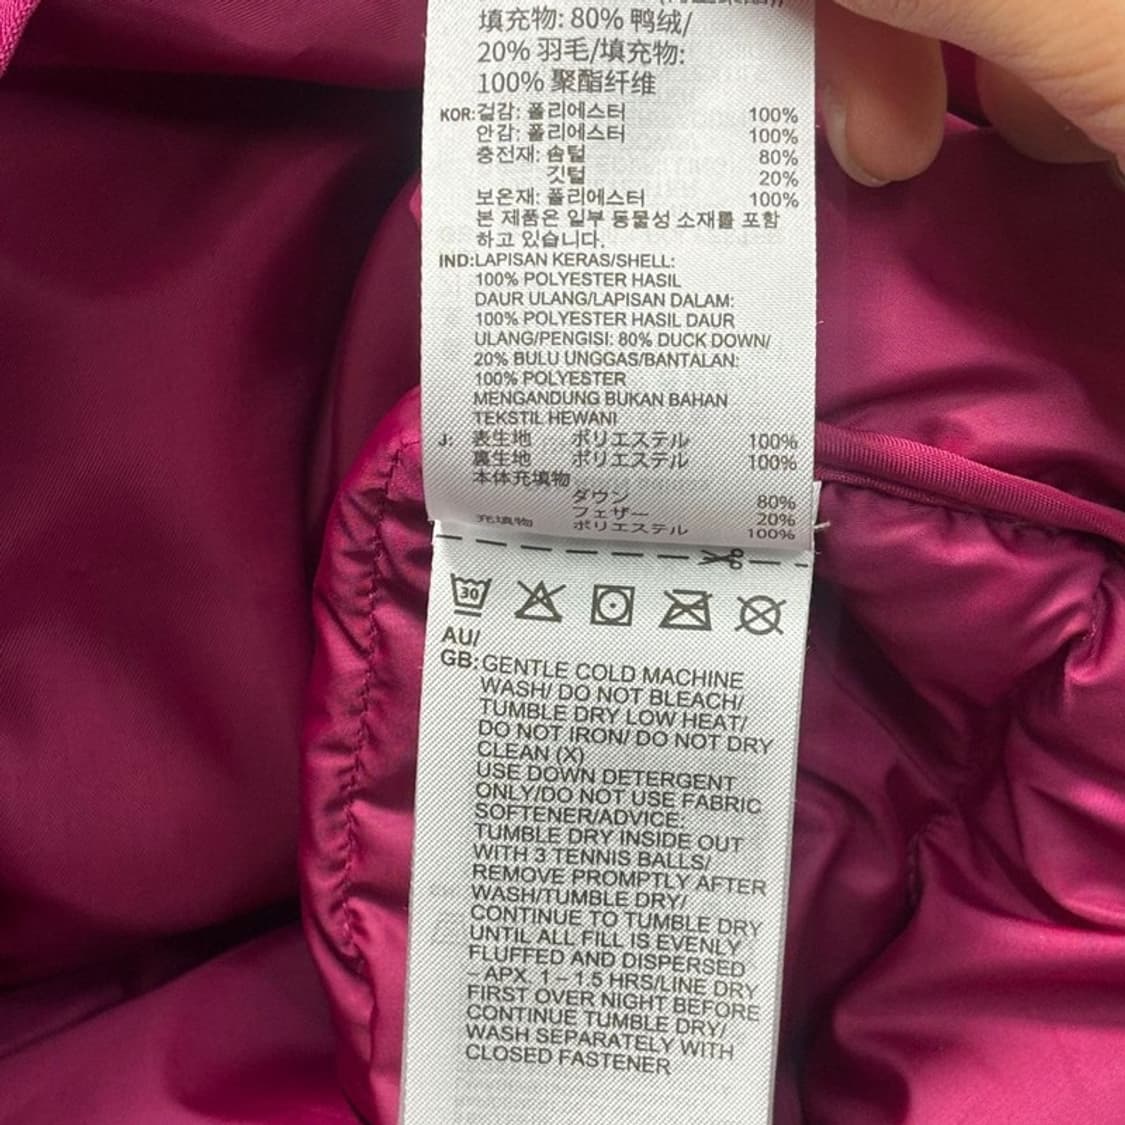 填充物: 80% 鸭绒/
20% 羽毛/填充物:
100% 聚酯纤维
KOR: 겉감: 폴리에스터 100%
안감: 폴리에스터 100%
충전재: 솜털 80%
깃털 20%
보온재: 폴리에스터 100%
본 제품은 일부 동물성 소재를 포함
하고 있습니다.
IND: LAPISAN KERAS/SHELL:
100% POLYESTER HASIL
DAUR ULANG/LAPISAN DALAM:
100% POLYESTER HASIL DAUR
ULANG/PENGISI: 80% DUCK DOWN/
20% BULU UNGGAS/BANTALAN:
100% POLYESTER
MENGANDUNG BUKAN BAHAN
TEKSTIL HEWANI
J: 表生地 ポリエステル 100%
裏生地 ポリエステル 100%
本体充填物
ダウン 80%
フェザー 20%
充填物 ポリエステル 100%
30
AU/
GB: GENTLE COLD MACHINE
WASH/ DO NOT BLEACH/
TUMBLE DRY LOW HEAT/
DO NOT IRON/ DO NOT DRY
CLEAN (X)
USE DOWN DETERGENT
ONLY/DO NOT USE FABRIC
SOFTENER/ADVICE:
TUMBLE DRY INSIDE OUT
WITH 3 TENNIS BALLS/
REMOVE PROMPTLY AFTER
WASH/TUMBLE DRY/
CONTINUE TO TUMBLE DRY
UNTIL ALL FILL IS EVENLY
FLUFFED AND DISPERSED
– APX. 1–1.5 HRS/LINE DRY
FIRST OVER NIGHT BEFORE
CONTINUE TUMBLE DRY/
WASH SEPARATELY WITH
CLOSED FASTENER